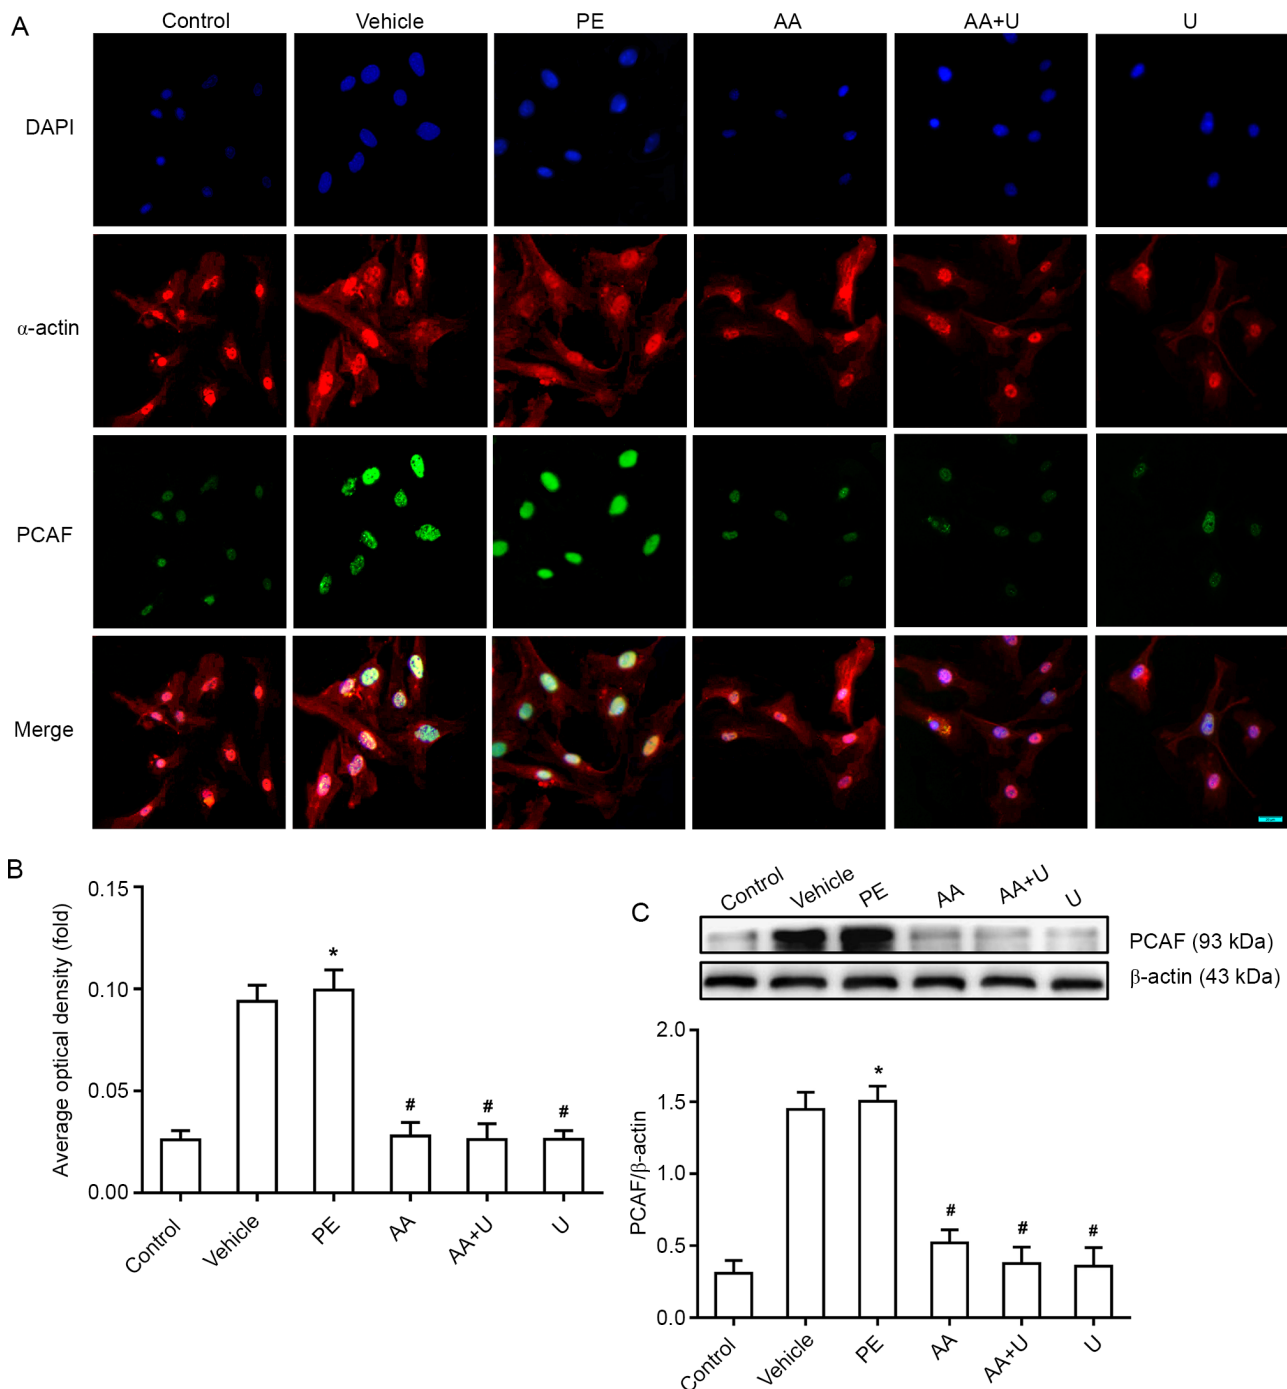 A
Control Vehicle PE AA AA+U U
DAPI
α-actin
PCAF
Merge
B
Average optical density (fold)
0.15
*
0.10
0.05
# # #
0.00
Control Vehicle PE AA AA+U U
C
Control Vehicle PE AA AA+U U
PCAF (93 kDa)
β-actin (43 kDa)
PCAF/β-actin
2.0
*
1.5
1.0
# # #
0.5
0.0
Control Vehicle PE AA AA+U U